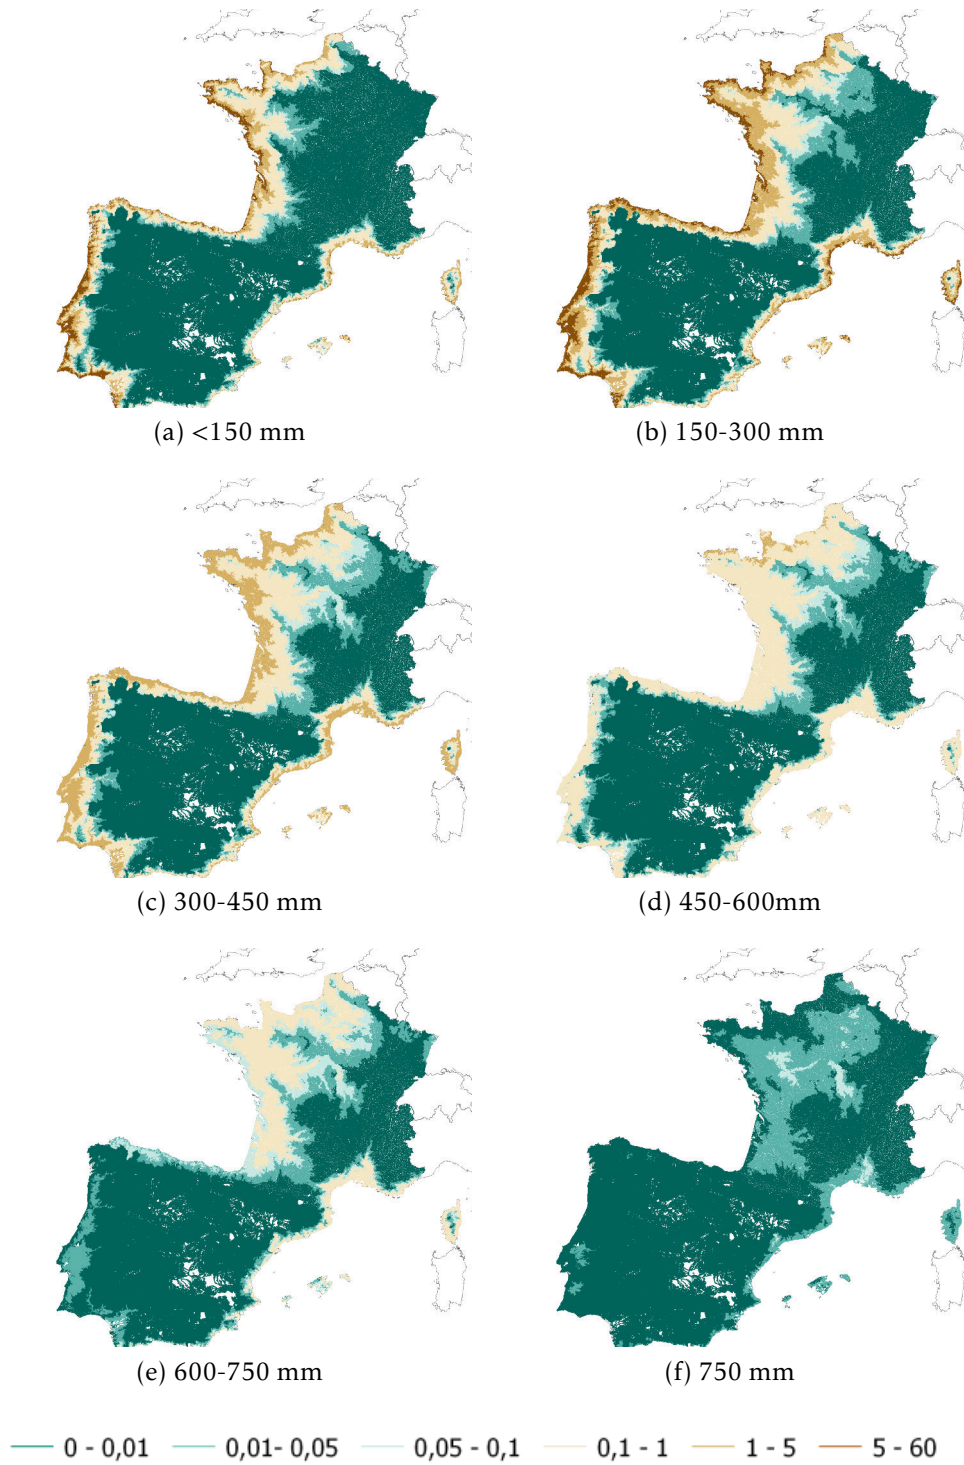 (a) <150 mm
(b) 150-300 mm
(c) 300-450 mm
(d) 450-600mm
(e) 600-750 mm
(f) 750 mm
0 - 0,01 0,01- 0,05 0,05 - 0,1 0,1 - 1 1 - 5 5 - 60